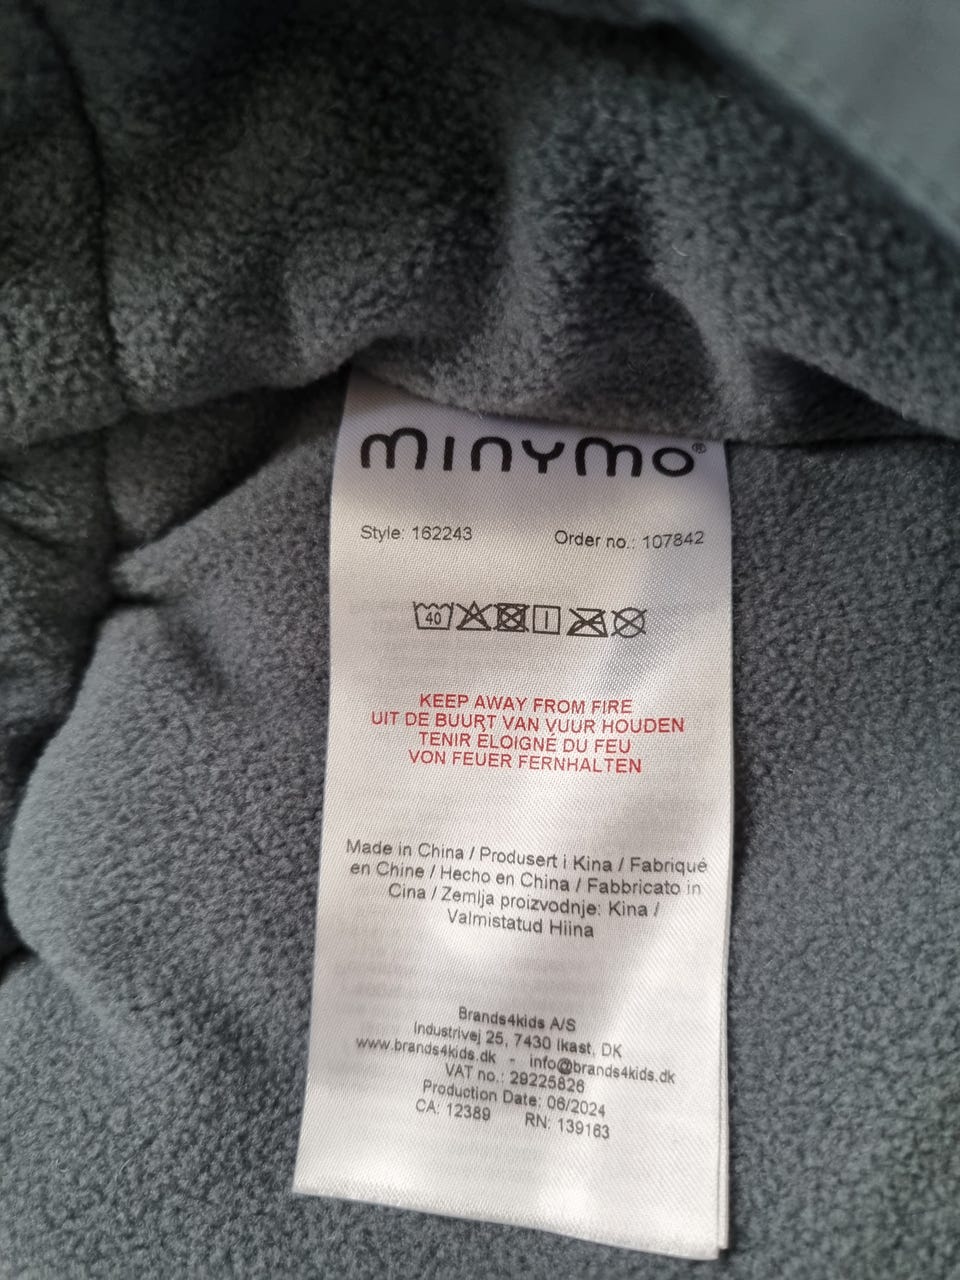 minymo®
Style: 162243 Order no.: 107842
40
KEEP AWAY FROM FIRE
UIT DE BUURT VAN VUUR HOUDEN
TENIR ÉLOIGNÉ DU FEU
VON FEUER FERNHALTEN
Made in China / Produsert i Kina / Fabriqué
en Chine / Hecho en China / Fabbricato in
Cina / Zemlja proizvodnje: Kina /
Valmistatud Hiina
Brands4kids A/S
Industrivej 25, 7430 Ikast, DK
www.brands4kids.dk - info@brands4kids.dk
VAT no.: 29225826
Production Date: 06/2024
CA: 12389 RN: 139163